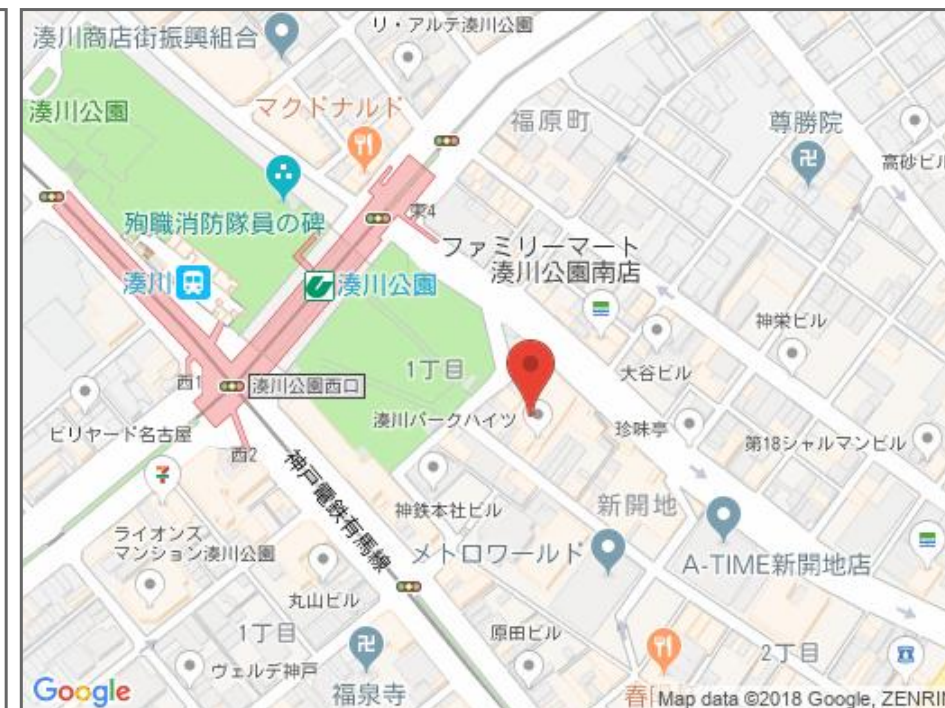 リ・アルテ湊川公園
湊川商店街振興組合
湊川公園
マクドナルド
福原町
尊勝院
高砂ビル
殉職消防隊員の碑
東4
ファミリーマート
湊川公園南店
湊川
湊川公園
神栄ビル
1丁目
大谷ビル
西1
湊川公園西口
湊川パークハイツ
珍味亭
第18シャルマンビル
ビリヤード名古屋
西2
神戸電鉄有馬線
神鉄本社ビル
新開地
ライオンズ
マンション湊川公園
メトロワールド
A-TIME新開地店
丸山ビル
1丁目
原田ビル
2丁目
ヴェルデ神戸
福泉寺
Google
春
Map data ©2018 Google, ZENRIN